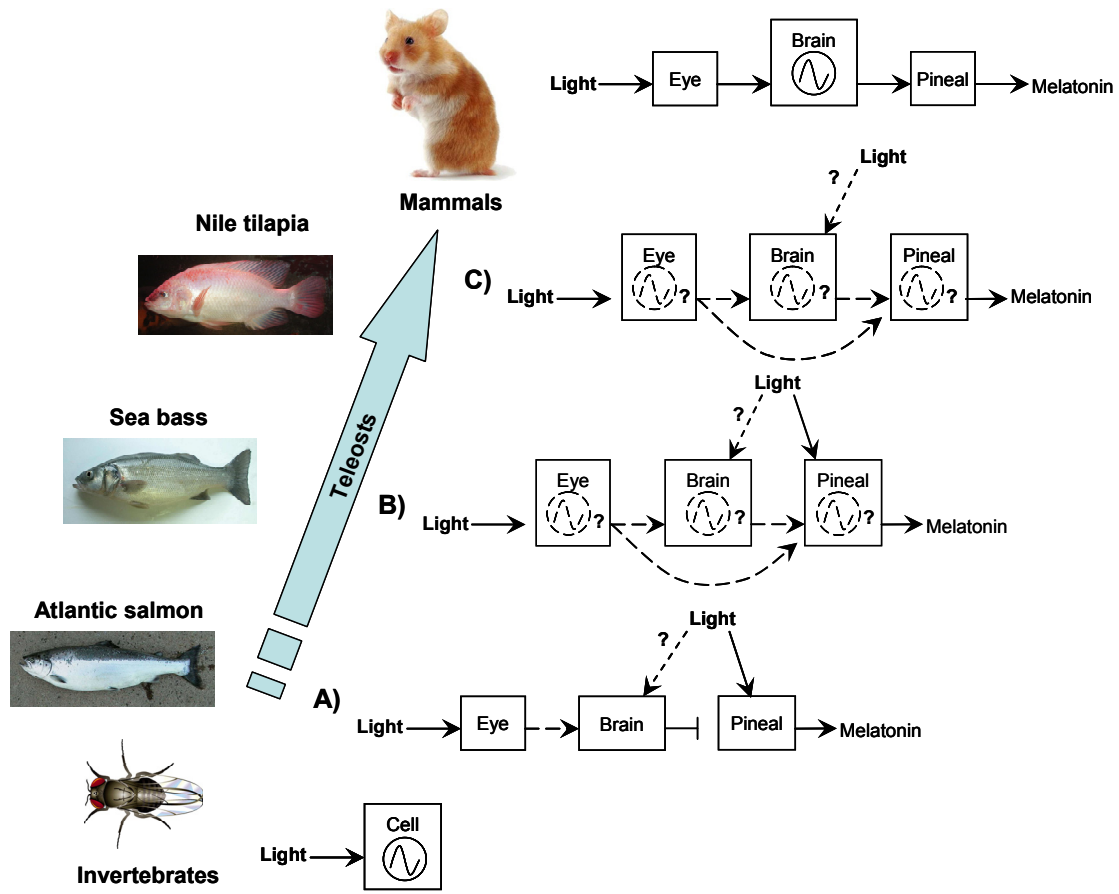 Brain
Light
Eye
Pineal
Melatonin
Light
?
Mammals
Nile tilapia
C)
Eye
Brain
Pineal
Light
?
?
?
Melatonin
Light
?
Sea bass
B)
Eye
Brain
Pineal
Light
?
?
?
Melatonin
Teleosts
Atlantic salmon
Light
?
A)
Light
Eye
Brain
Pineal
Melatonin
Cell
Light
Invertebrates